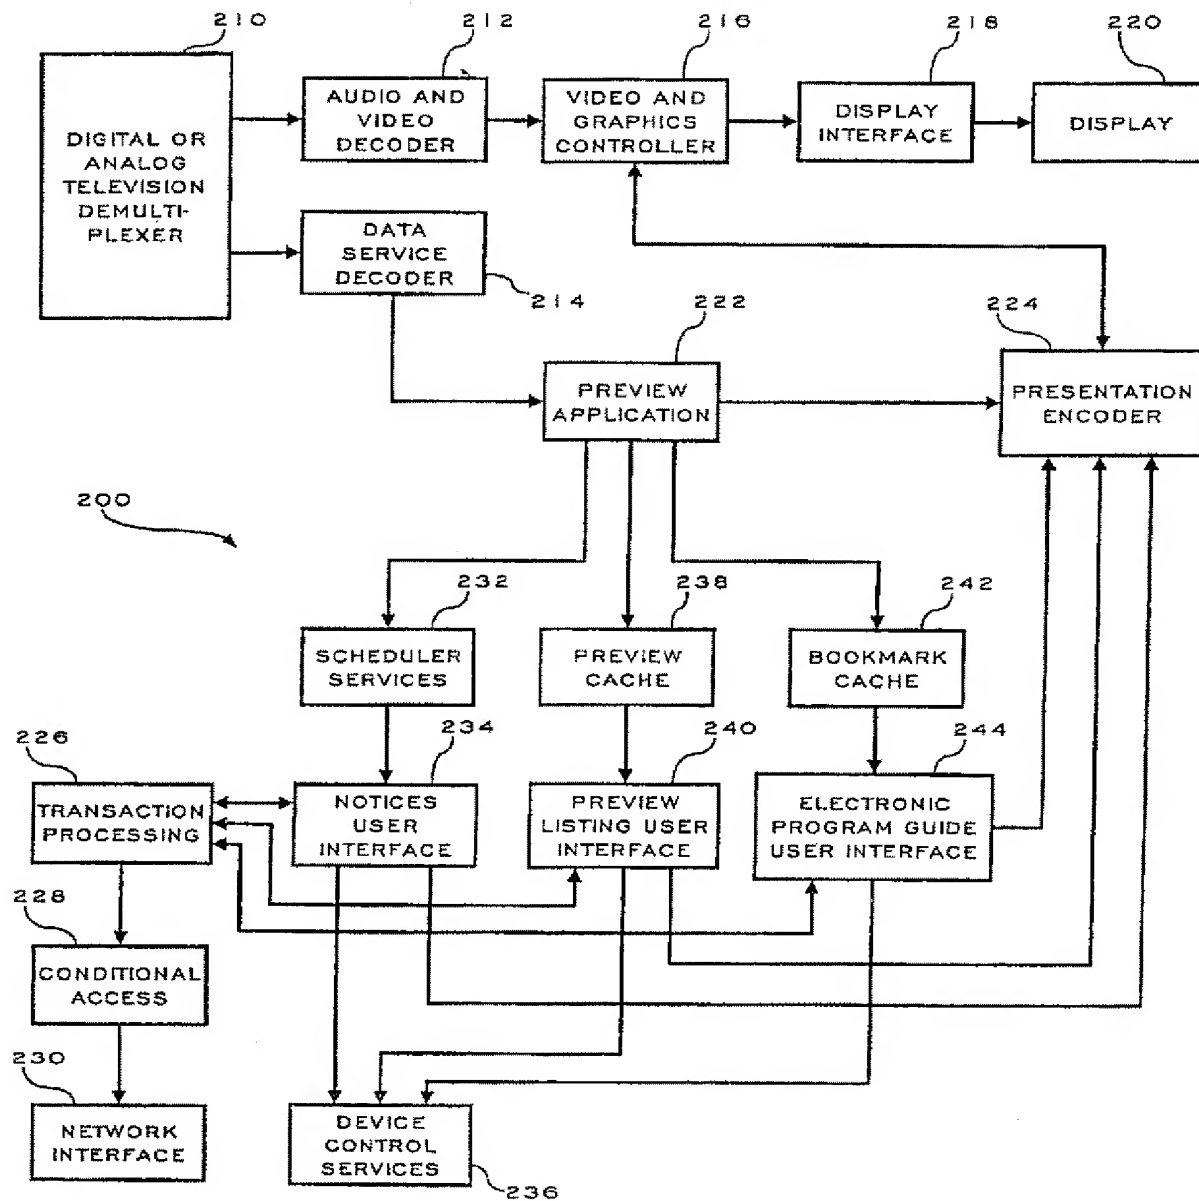 210
212
216
218
220
DIGITAL OR
ANALOG
TELEVISION
DEMULTI-
PLEXER
AUDIO AND
VIDEO
DECODER
VIDEO AND
GRAPHICS
CONTROLLER
DISPLAY
INTERFACE
DISPLAY
DATA
SERVICE
DECODER
214
222
224
PREVIEW
APPLICATION
PRESENTATION
ENCODER
200
232
238
242
SCHEDULER
SERVICES
PREVIEW
CACHE
BOOKMARK
CACHE
226
234
240
244
TRANSACTION
PROCESSING
NOTICES
USER
INTERFACE
PREVIEW
LISTING USER
INTERFACE
ELECTRONIC
PROGRAM GUIDE
USER INTERFACE
228
CONDITIONAL
ACCESS
230
NETWORK
INTERFACE
DEVICE
CONTROL
SERVICES
236